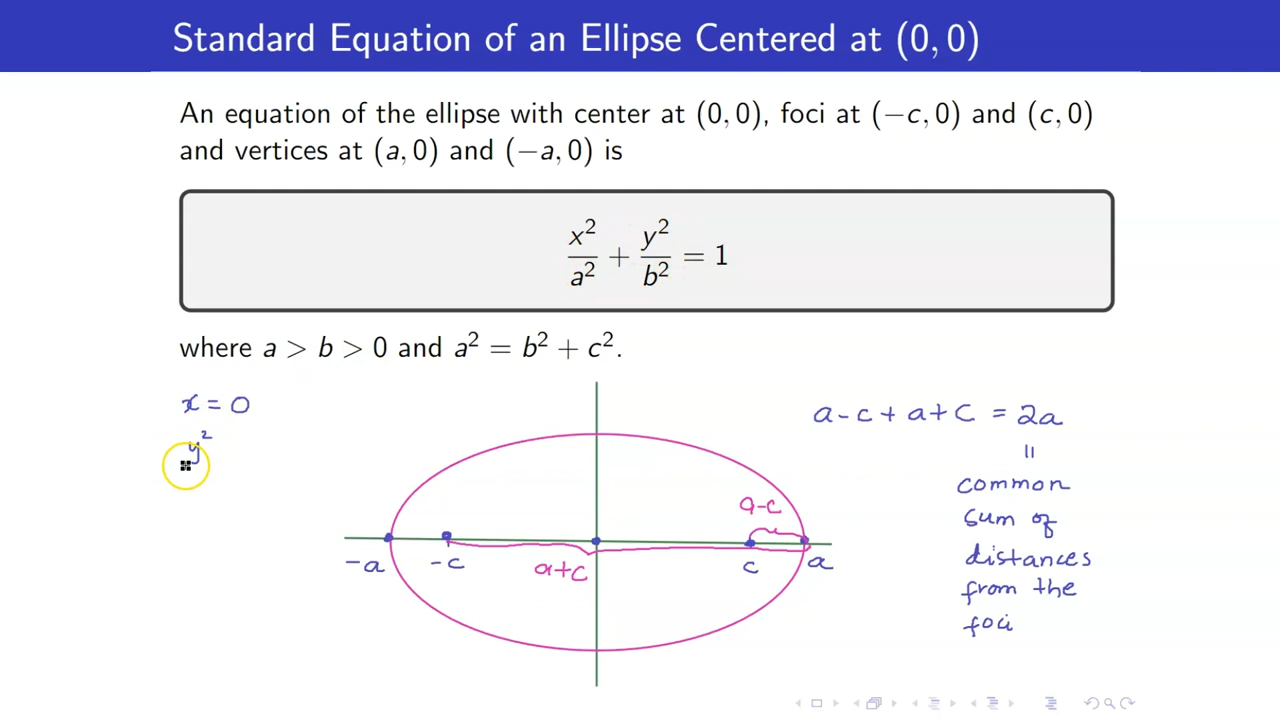 Standard Equation of an Ellipse Centered at (0, 0)
An equation of the ellipse with center at (0, 0), foci at (−c, 0) and (c, 0)
and vertices at (a, 0) and (−a, 0) is
x²/a² + y²/b² = 1
where a > b > 0 and a² = b² + c².
x = 0
y²
a-c + a+c = 2a
=
common
sum of
distances
from the
foci
a-c
-a -c a+c c a